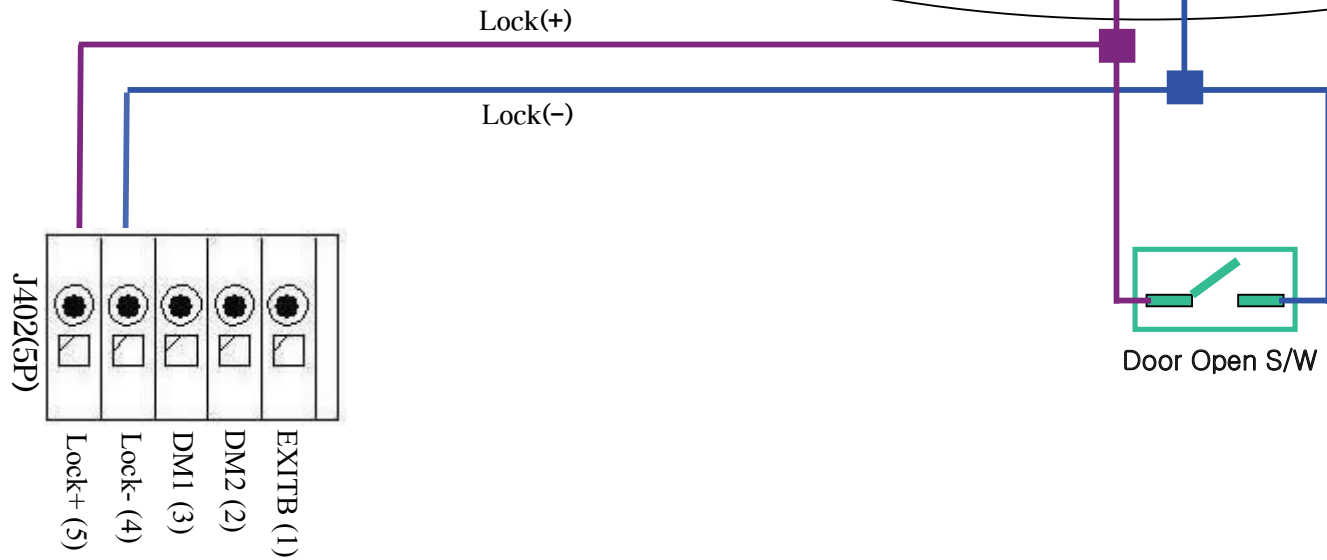 Lock(+)
Lock(-)
J402(5P)
Lock+ (5)
Lock- (4)
DM1 (3)
DM2 (2)
EXITB (1)
Door Open S/W